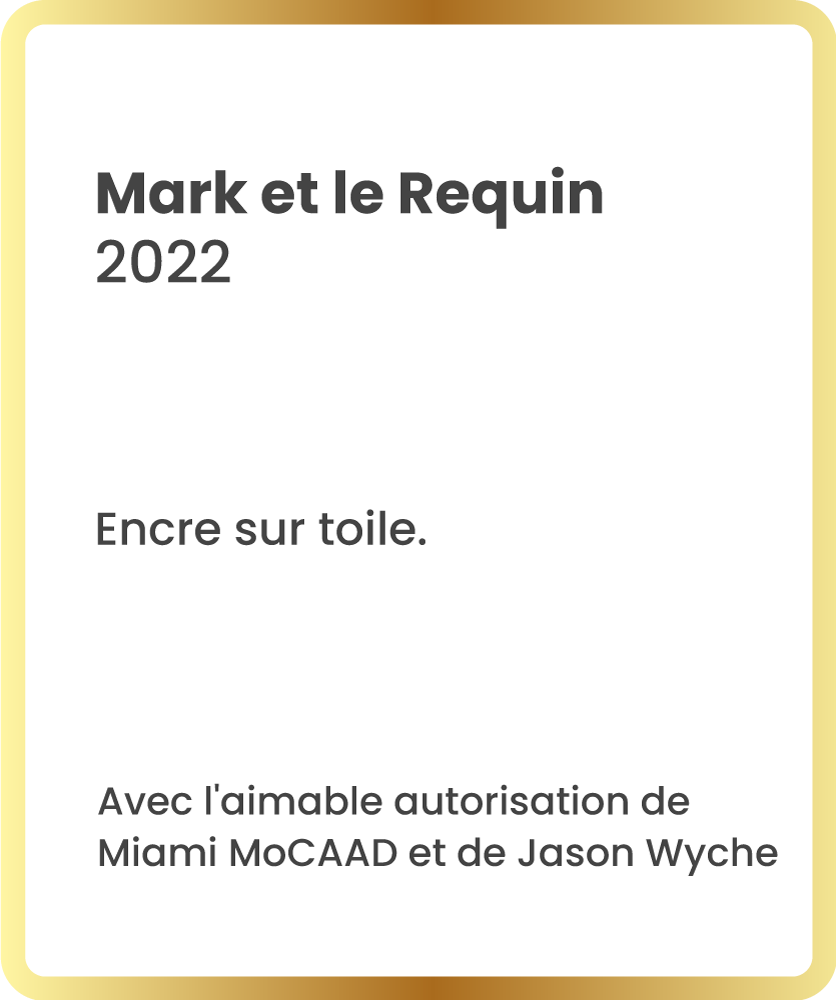 Mark et le Requin
2022
Encre sur toile.
Avec l'aimable autorisation de
Miami MoCAAD et de Jason Wyche